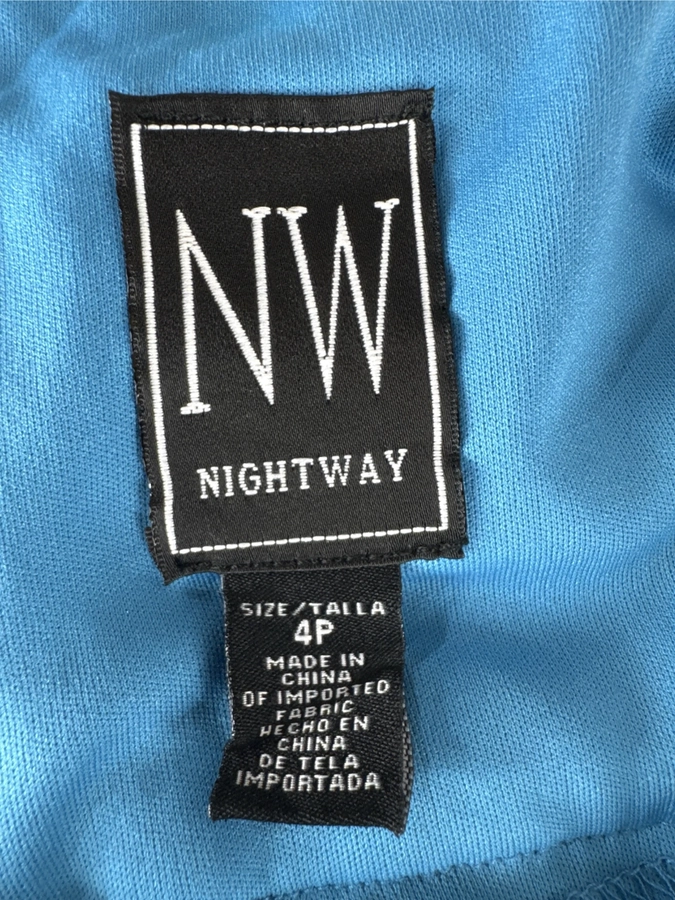 NW
NIGHTWAY
SIZE/TALLA
4P
MADE IN
CHINA
OF IMPORTED
FABRIC
HECHO EN
CHINA
DE TELA
IMPORTADA